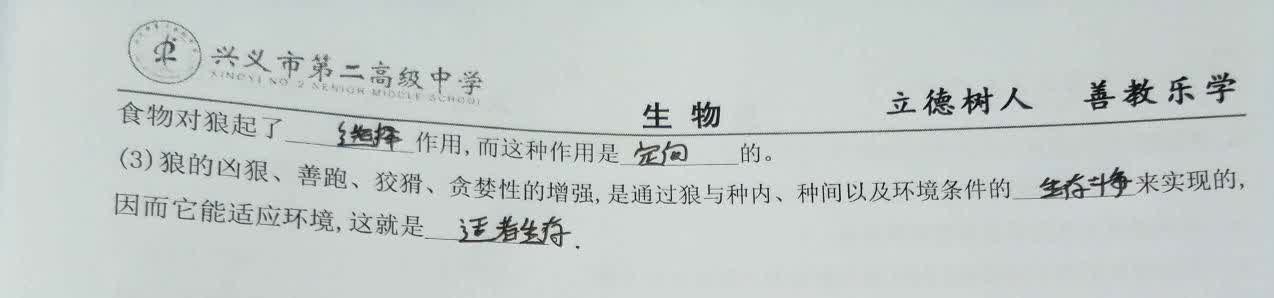 兴义市第二高级中学
XINGYI NO.2 SENIOR MIDDLE SCHOOL
生物 立德树人 善教乐学
食物对狼起了 选择 作用,而这种作用是 定向 的。
(3)狼的凶狠、善跑、狡猾、贪婪性的增强,是通过狼与种内、种间以及环境条件的 生存斗争 来实现的,
因而它能适应环境,这就是 适者生存.